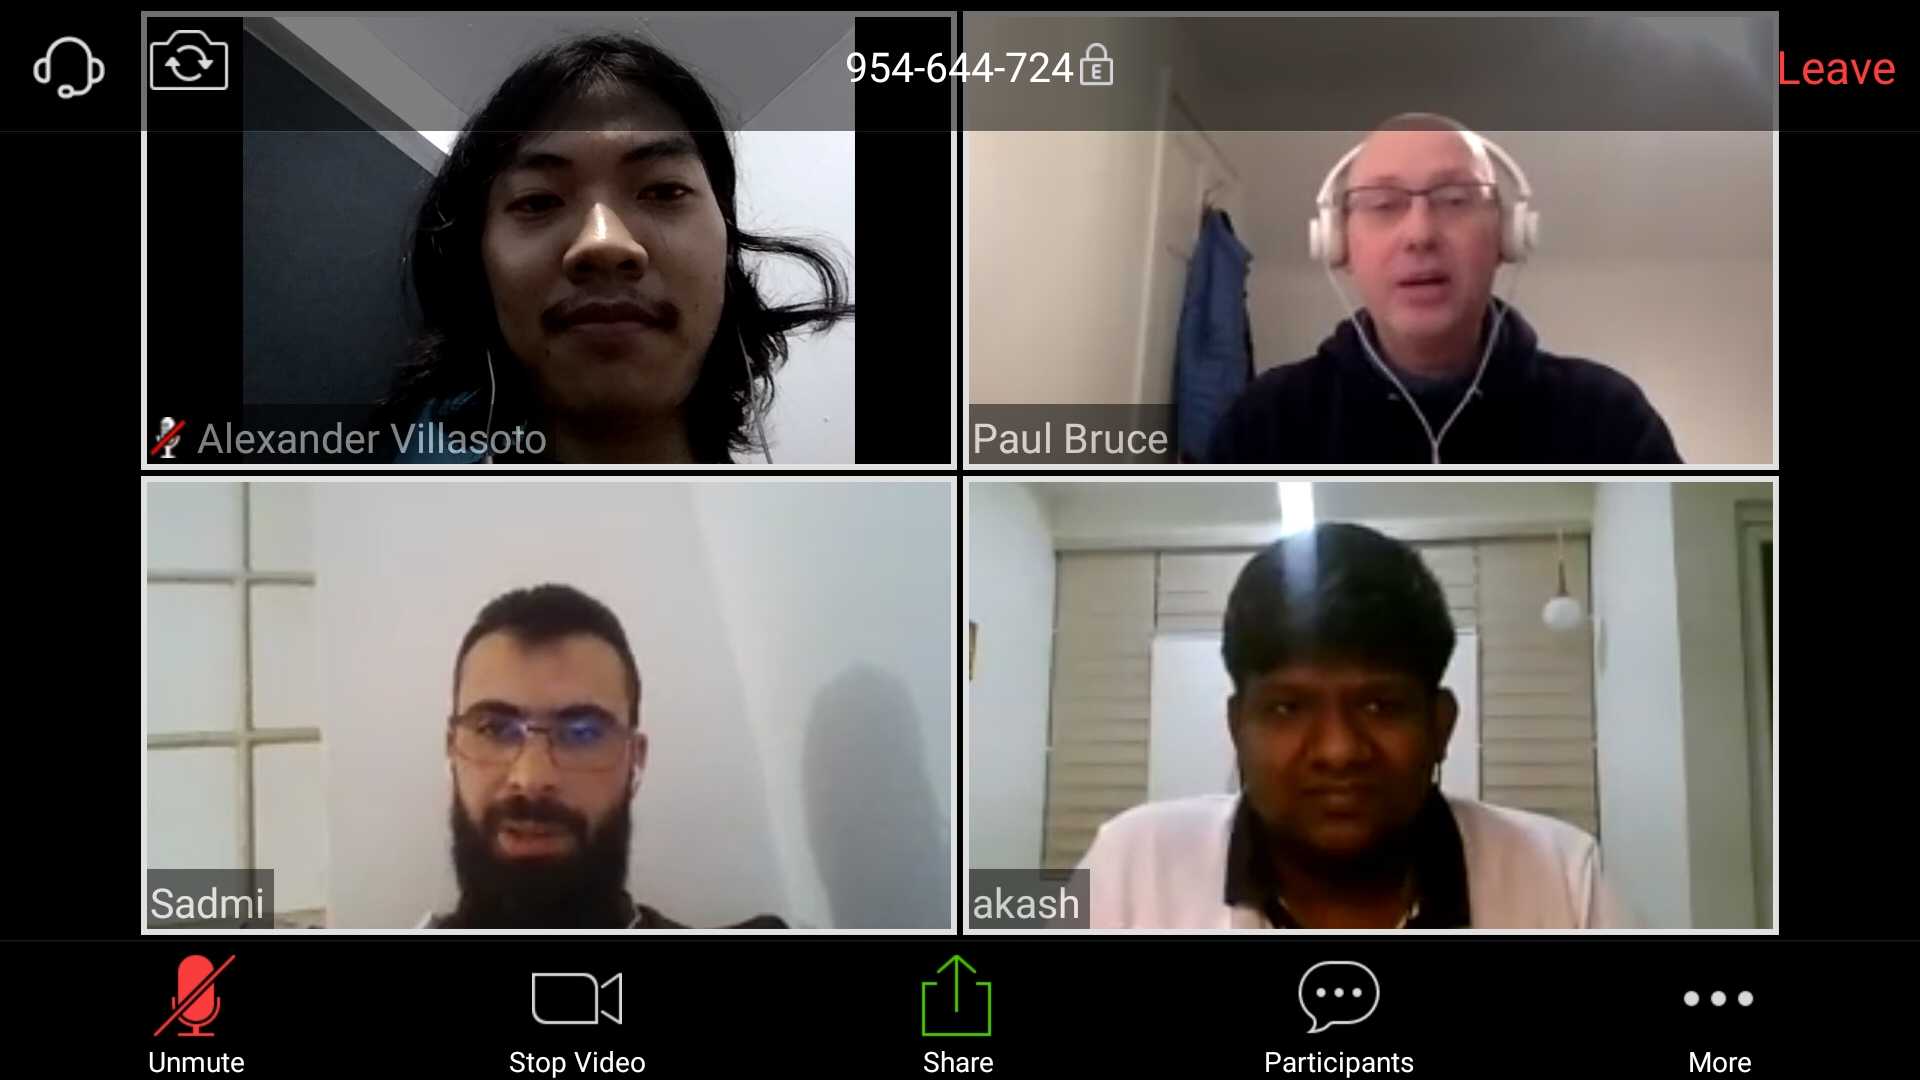 954-644-724
E
Leave
Alexander Villasoto
Paul Bruce
Sadmi
akash
Unmute
Stop Video
Share
Participants
More